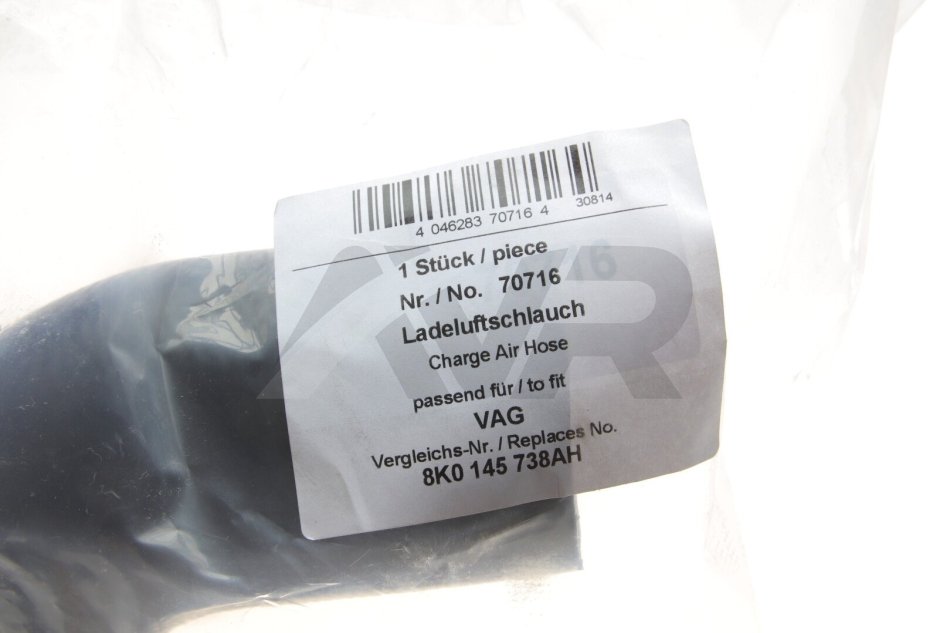 4 046283 70716 4
30814
1 Stück / piece
Nr. / No. 70716
Ladeluftschlauch
Charge Air Hose
passend für / to fit
VAG
Vergleichs-Nr. / Replaces No.
8K0 145 738AH
AVR